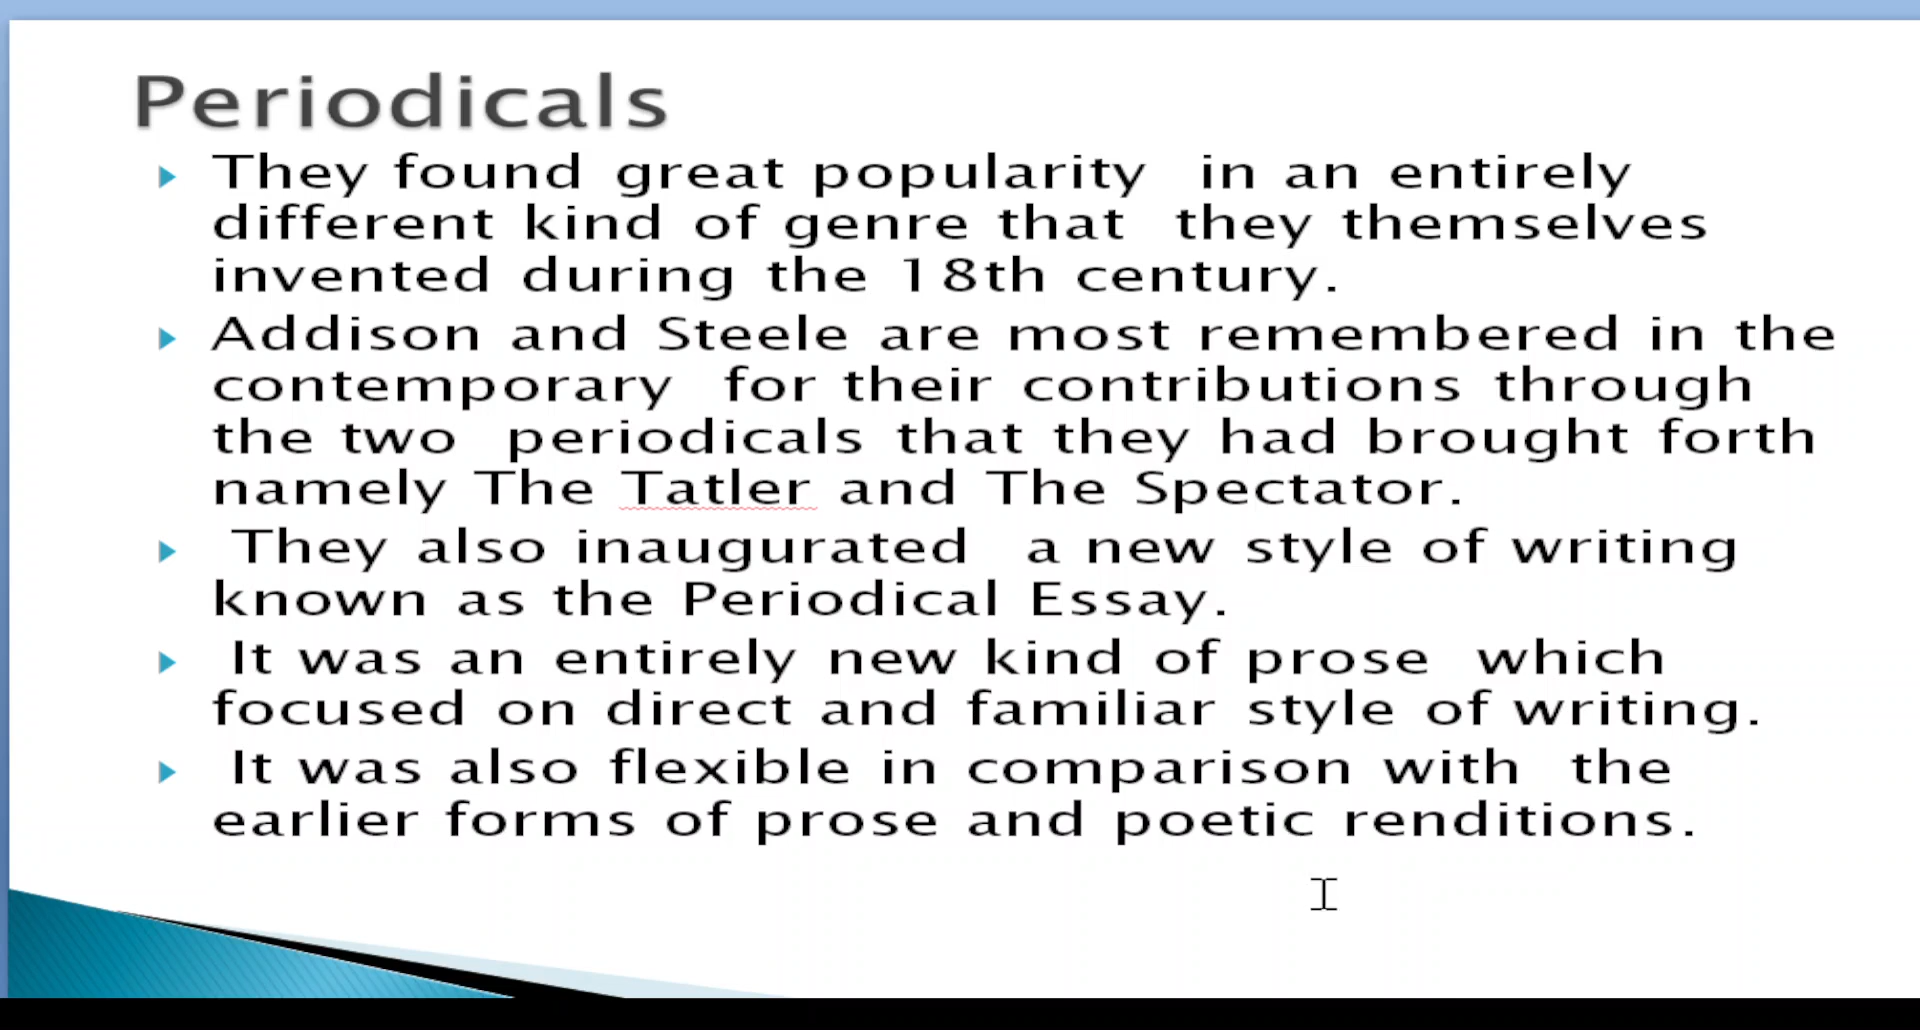 Periodicals
They found great popularity in an entirely
different kind of genre that they themselves
invented during the 18th century.
Addison and Steele are most remembered in the
contemporary for their contributions through
the two periodicals that they had brought forth
namely The Tatler and The Spectator.
They also inaugurated a new style of writing
known as the Periodical Essay.
It was an entirely new kind of prose which
focused on direct and familiar style of writing.
It was also flexible in comparison with the
earlier forms of prose and poetic renditions.